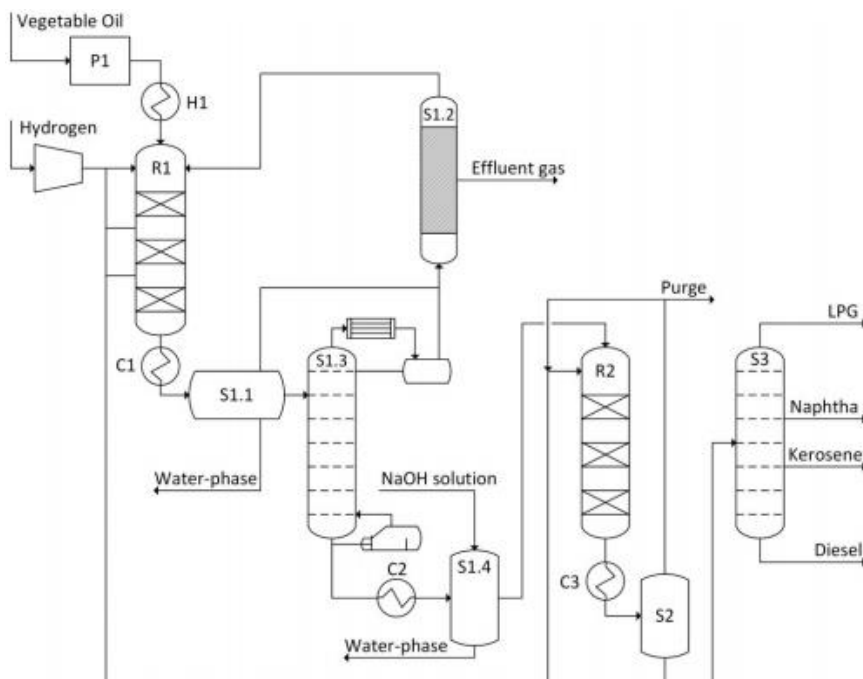 Vegetable Oil
P1
H1
Hydrogen
R1
S1.2
Effluent gas
Purge
LPG
C1
S1.1
S1.3
R2
S3
Naphtha
Kerosene
Water-phase
NaOH solution
C2
S1.4
C3
S2
Diesel
Water-phase